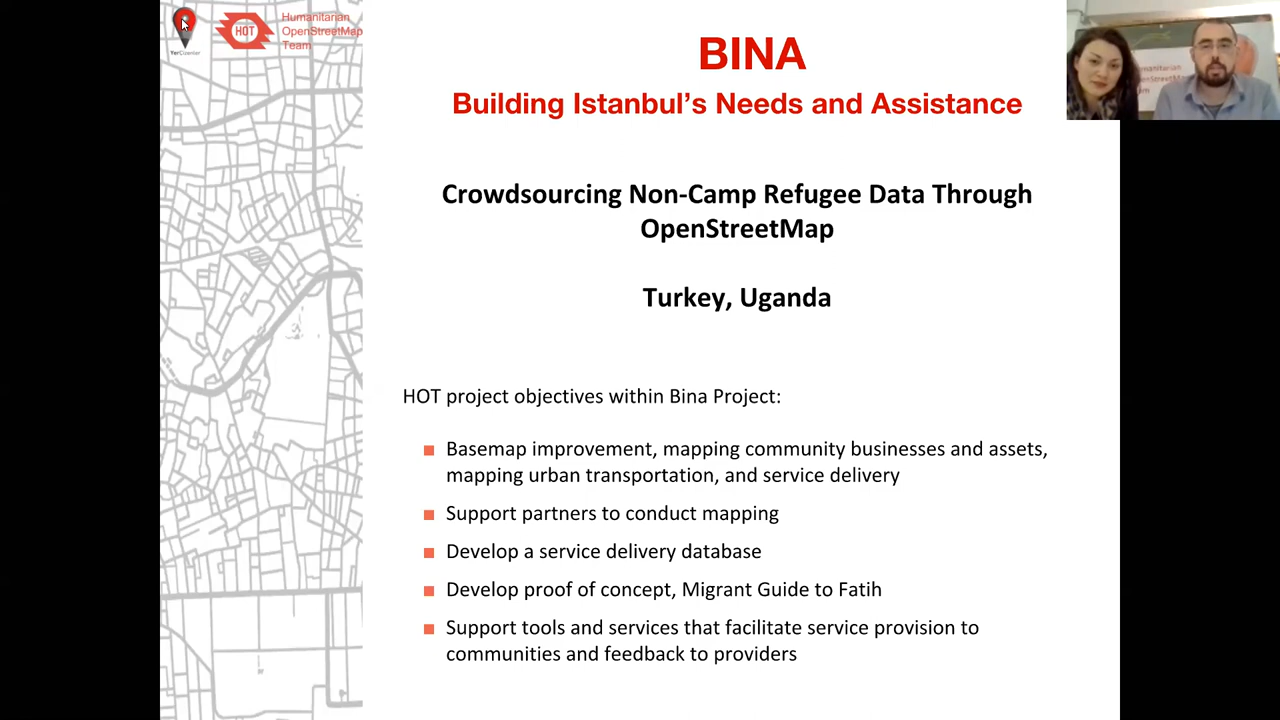 Humanitarian
OpenStreetMap
Team
HOT
YerCizenler
BINA
Building Istanbul's Needs and Assistance
Crowdsourcing Non-Camp Refugee Data Through
OpenStreetMap
Turkey, Uganda
HOT project objectives within Bina Project:
Basemap improvement, mapping community businesses and assets,
mapping urban transportation, and service delivery
Support partners to conduct mapping
Develop a service delivery database
Develop proof of concept, Migrant Guide to Fatih
Support tools and services that facilitate service provision to
communities and feedback to providers